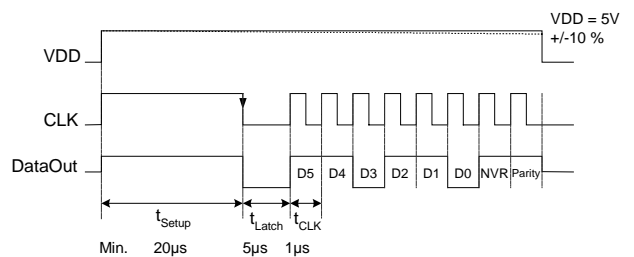 VDD = 5V
+/-10 %
VDD
CLK
DataOut
D5 D4 D3 D2 D1 D0 NVR Parity
tSetup tLatch tCLK
Min. 20µs 5µs 1µs